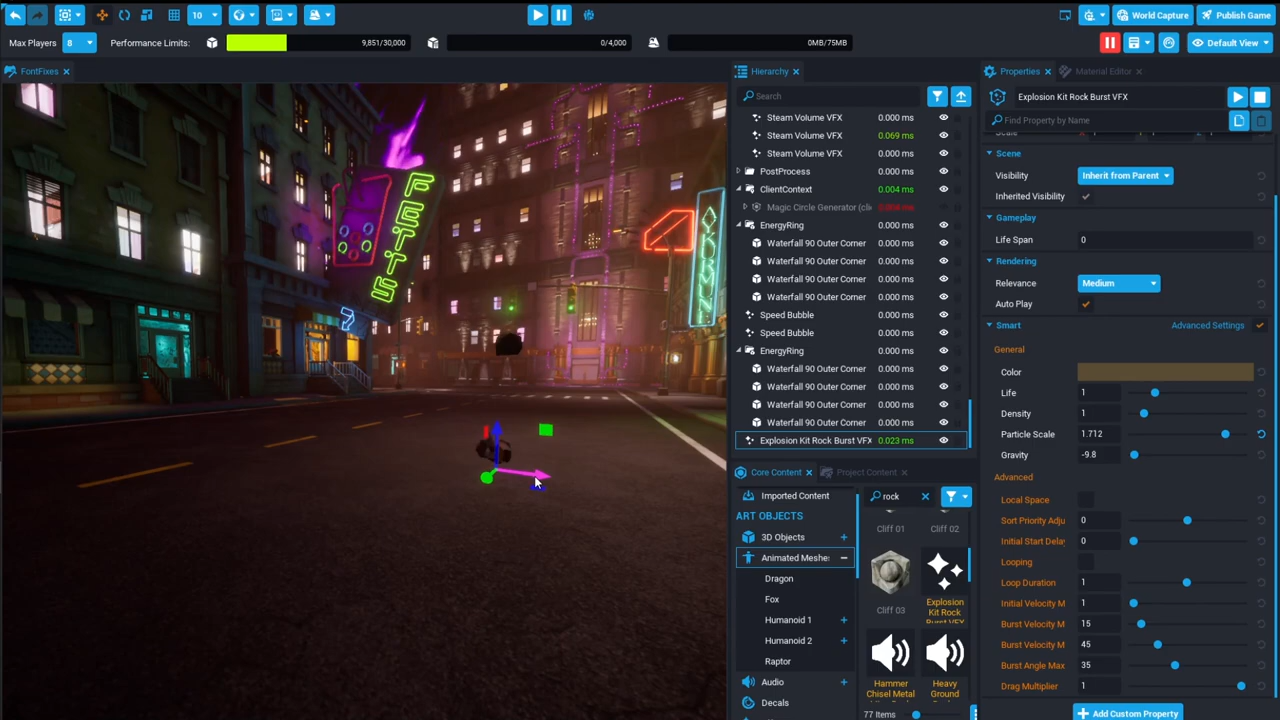 10
World Capture
Publish Game
Max Players
8
Performance Limits:
9,851/30,000
0/4,000
0MB/75MB
Default View
FontFixes
Hierarchy
Properties
Material Editor
Search
Explosion Kit Rock Burst VFX
Find Property by Name
Steam Volume VFX 0.000 ms
Steam Volume VFX 0.069 ms
Steam Volume VFX 0.000 ms
PostProcess 0.000 ms
ClientContext 0.004 ms
Magic Circle Generator (cli 0.004 ms
EnergyRing 0.000 ms
Waterfall 90 Outer Corner 0.000 ms
Waterfall 90 Outer Corner 0.000 ms
Waterfall 90 Outer Corner 0.000 ms
Waterfall 90 Outer Corner 0.000 ms
Speed Bubble 0.000 ms
Speed Bubble 0.000 ms
EnergyRing 0.000 ms
Waterfall 90 Outer Corner 0.000 ms
Waterfall 90 Outer Corner 0.000 ms
Waterfall 90 Outer Corner 0.000 ms
Waterfall 90 Outer Corner 0.000 ms
Explosion Kit Rock Burst VFX 0.023 ms
Scene
Visibility Inherit from Parent
Inherited Visibility
Gameplay
Life Span 0
Rendering
Relevance Medium
Auto Play
Smart Advanced Settings
General
Color
Life 1
Density 1
Particle Scale 1.712
Gravity -9.8
Advanced
Local Space
Sort Priority Adju 0
Initial Start Dela 0
Looping
Loop Duration 1
Initial Velocity M 1
Burst Velocity M 15
Burst Velocity M 45
Burst Angle Max 35
Drag Multiplier 1
Add Custom Property
Core Content
Project Content
Imported Content
rock
ART OBJECTS
3D Objects
Animated Meshe
Dragon
Fox
Humanoid 1
Humanoid 2
Raptor
Audio
Decals
Cliff 01
Cliff 02
Cliff 03
Explosion
Kit Rock
Burst VFX
Hammer
Chisel Metal
Heavy
Ground
77 Items
4